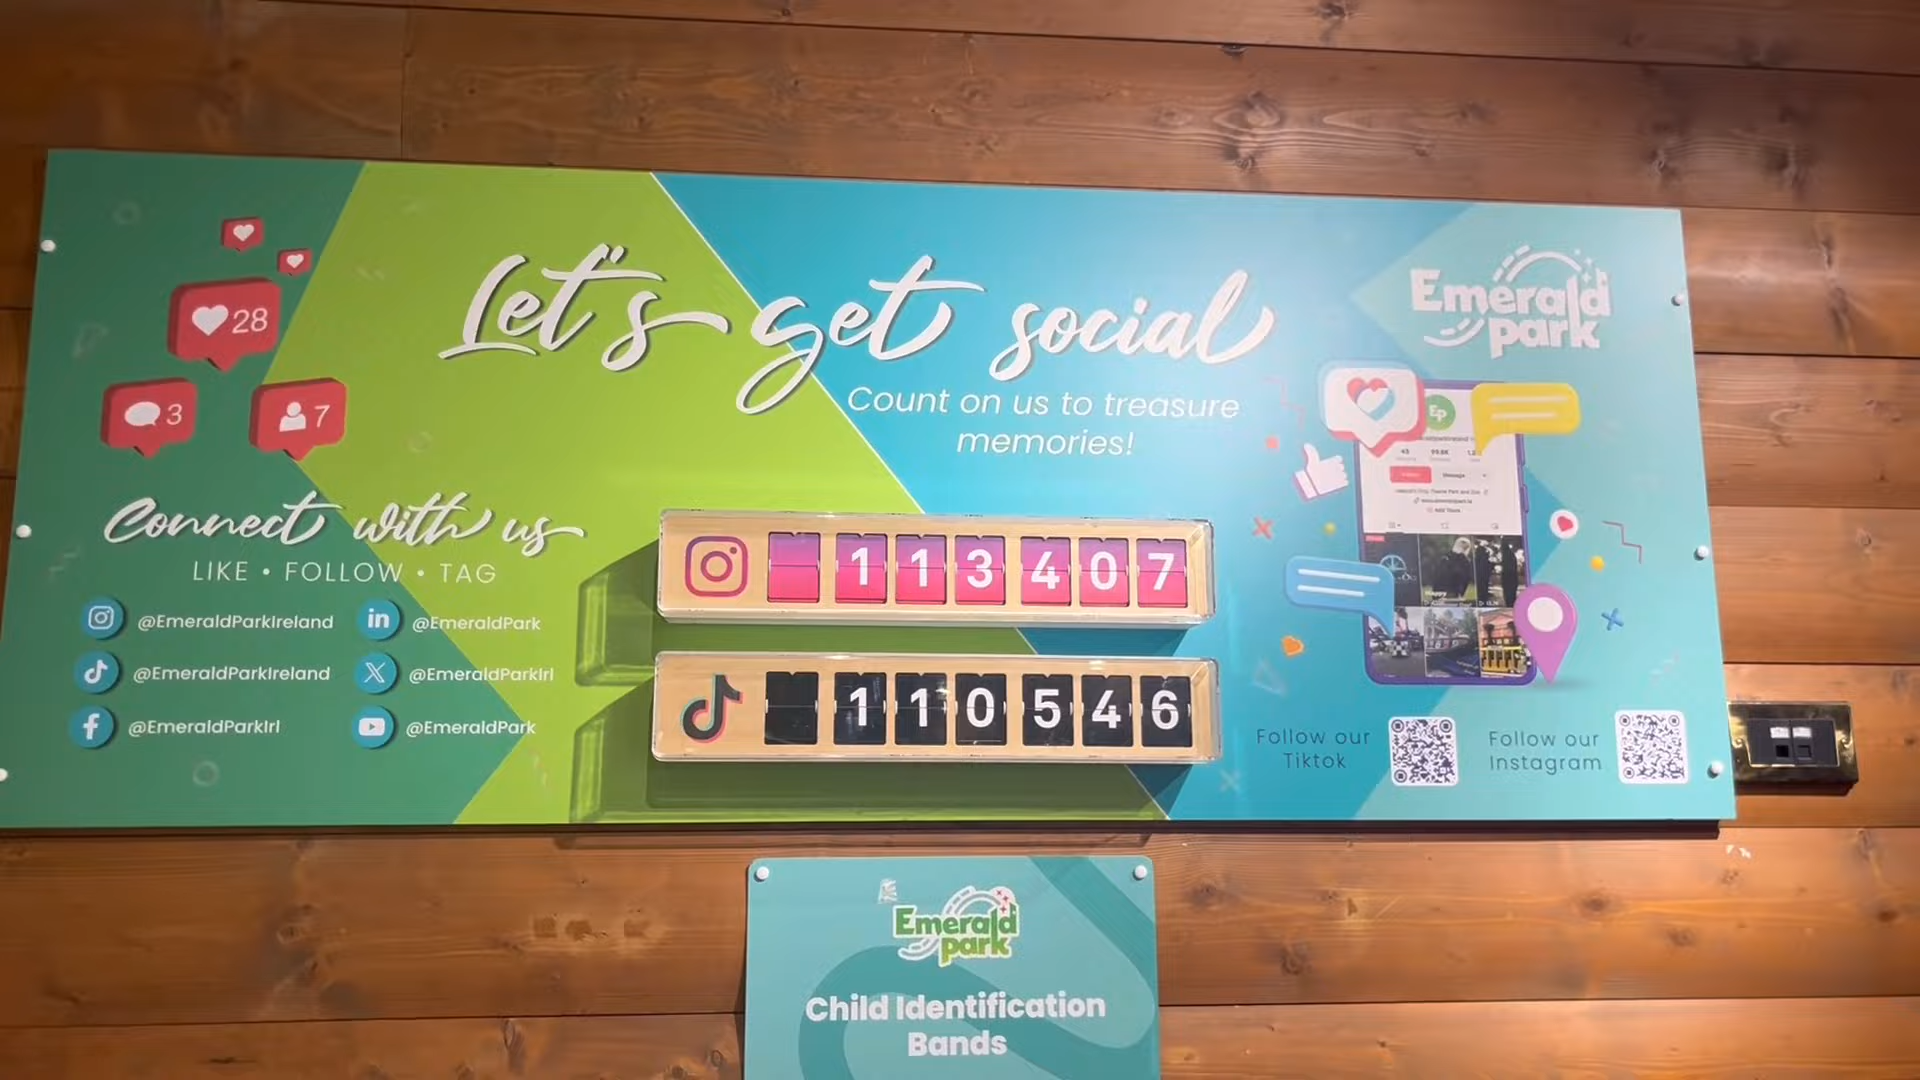 Let's get social
Count on us to treasure
memories!
Emerald
park
28
3
7
Connect with us
LIKE • FOLLOW • TAG
@EmeraldParkIreland
@EmeraldPark
@EmeraldParkIreland
@EmeraldParkIrl
@EmeraldParkIrl
@EmeraldPark
113407
110546
Ep
Message
Follow our
Tiktok
Follow our
Instagram
Emerald
park
Child Identification
Bands